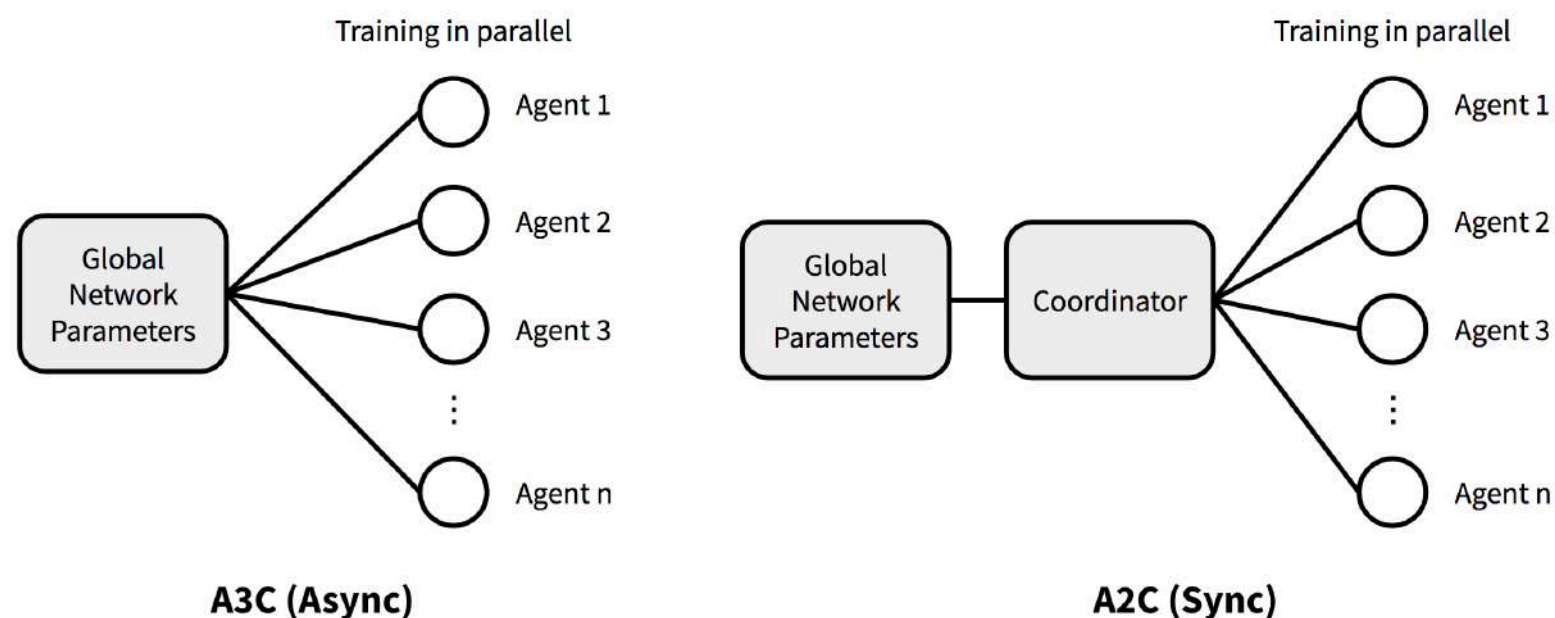 Training in parallel
Agent 1
Agent 2
Global
Network
Parameters
Agent 3
⋮
Agent n
A3C (Async)
Training in parallel
Agent 1
Agent 2
Global
Network
Parameters
Coordinator
Agent 3
⋮
Agent n
A2C (Sync)